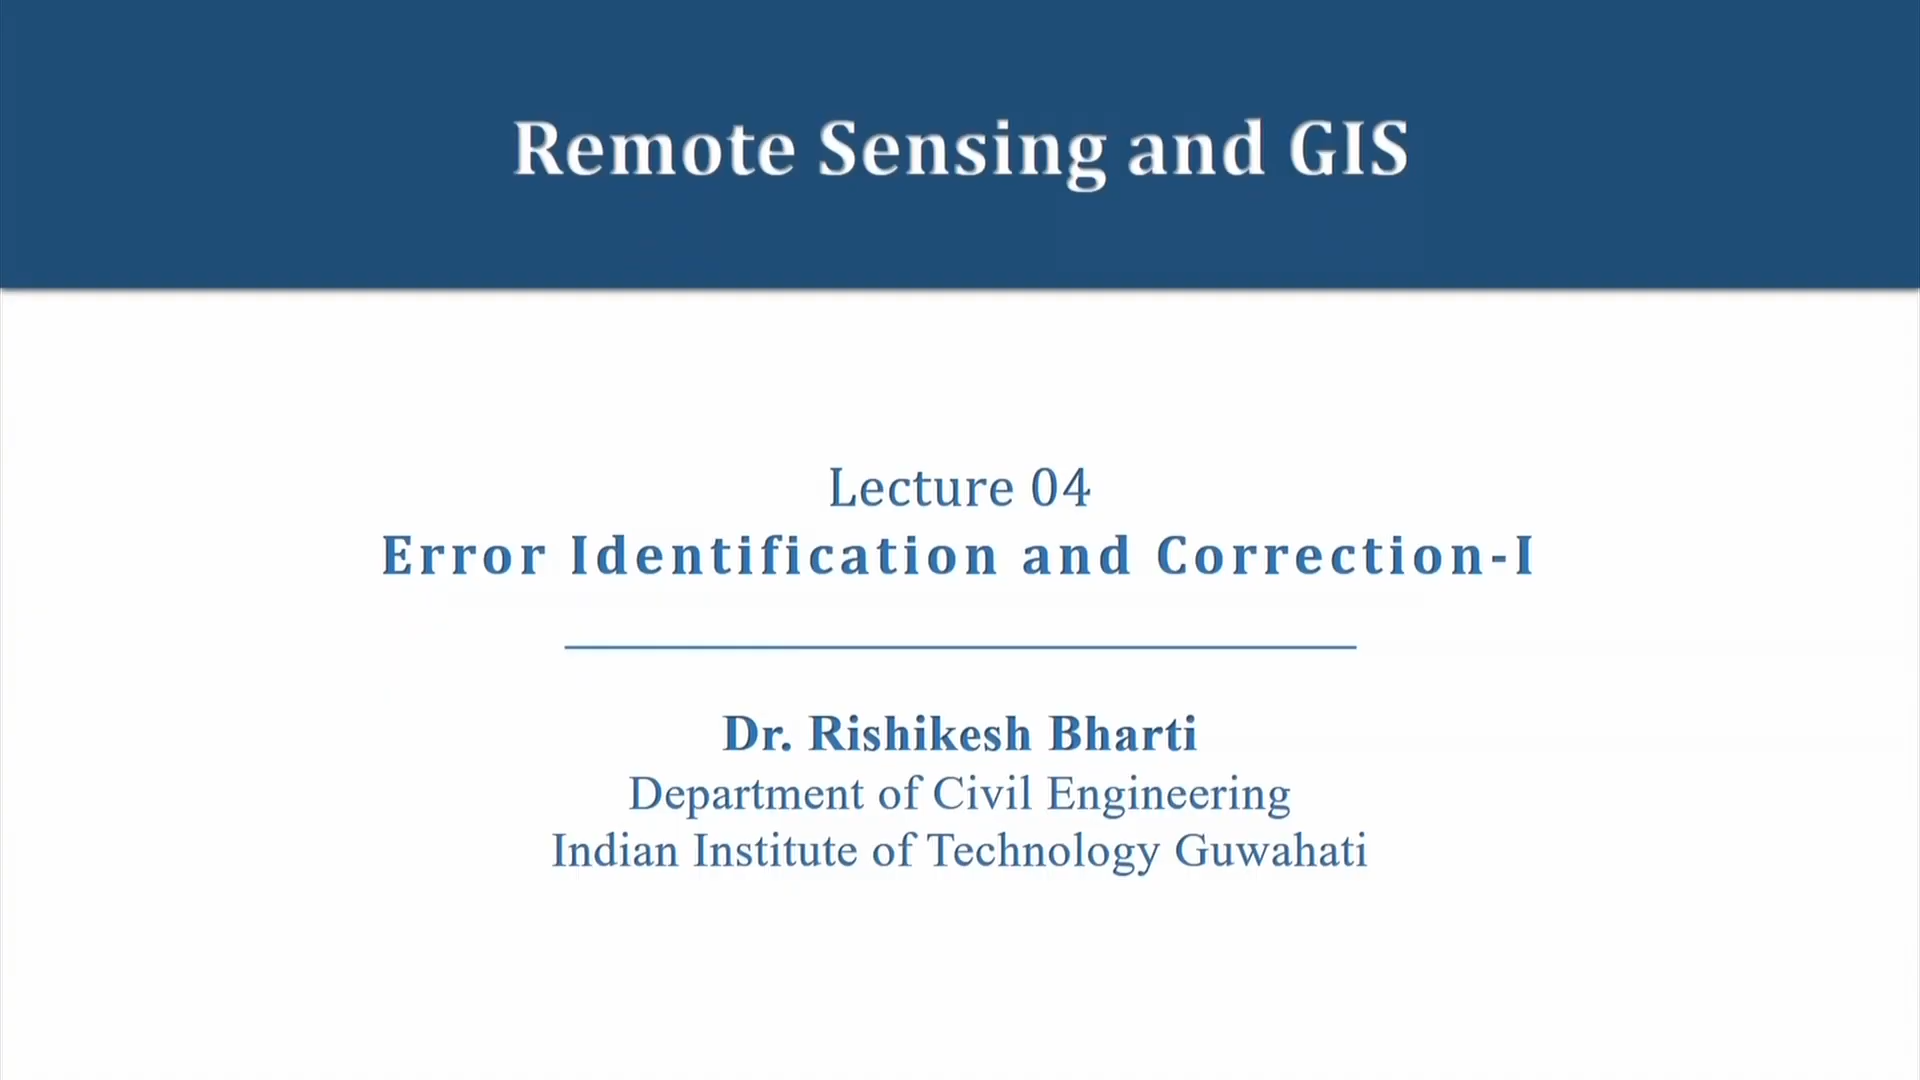 Remote Sensing and GIS
Lecture 04
Error Identification and Correction-I
Dr. Rishikesh Bharti
Department of Civil Engineering
Indian Institute of Technology Guwahati